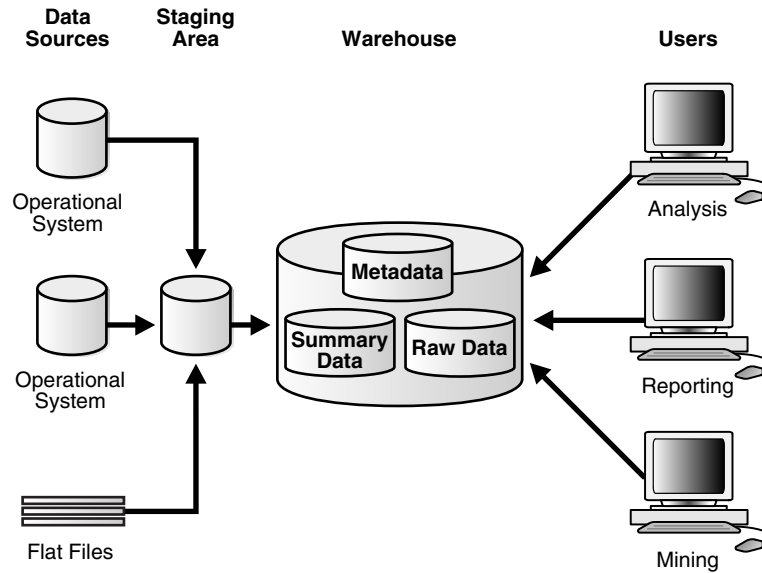 Data
Sources
Staging
Area
Warehouse
Users
Operational
System
Operational
System
Flat Files
Metadata
Summary
Data
Raw Data
Analysis
Reporting
Mining